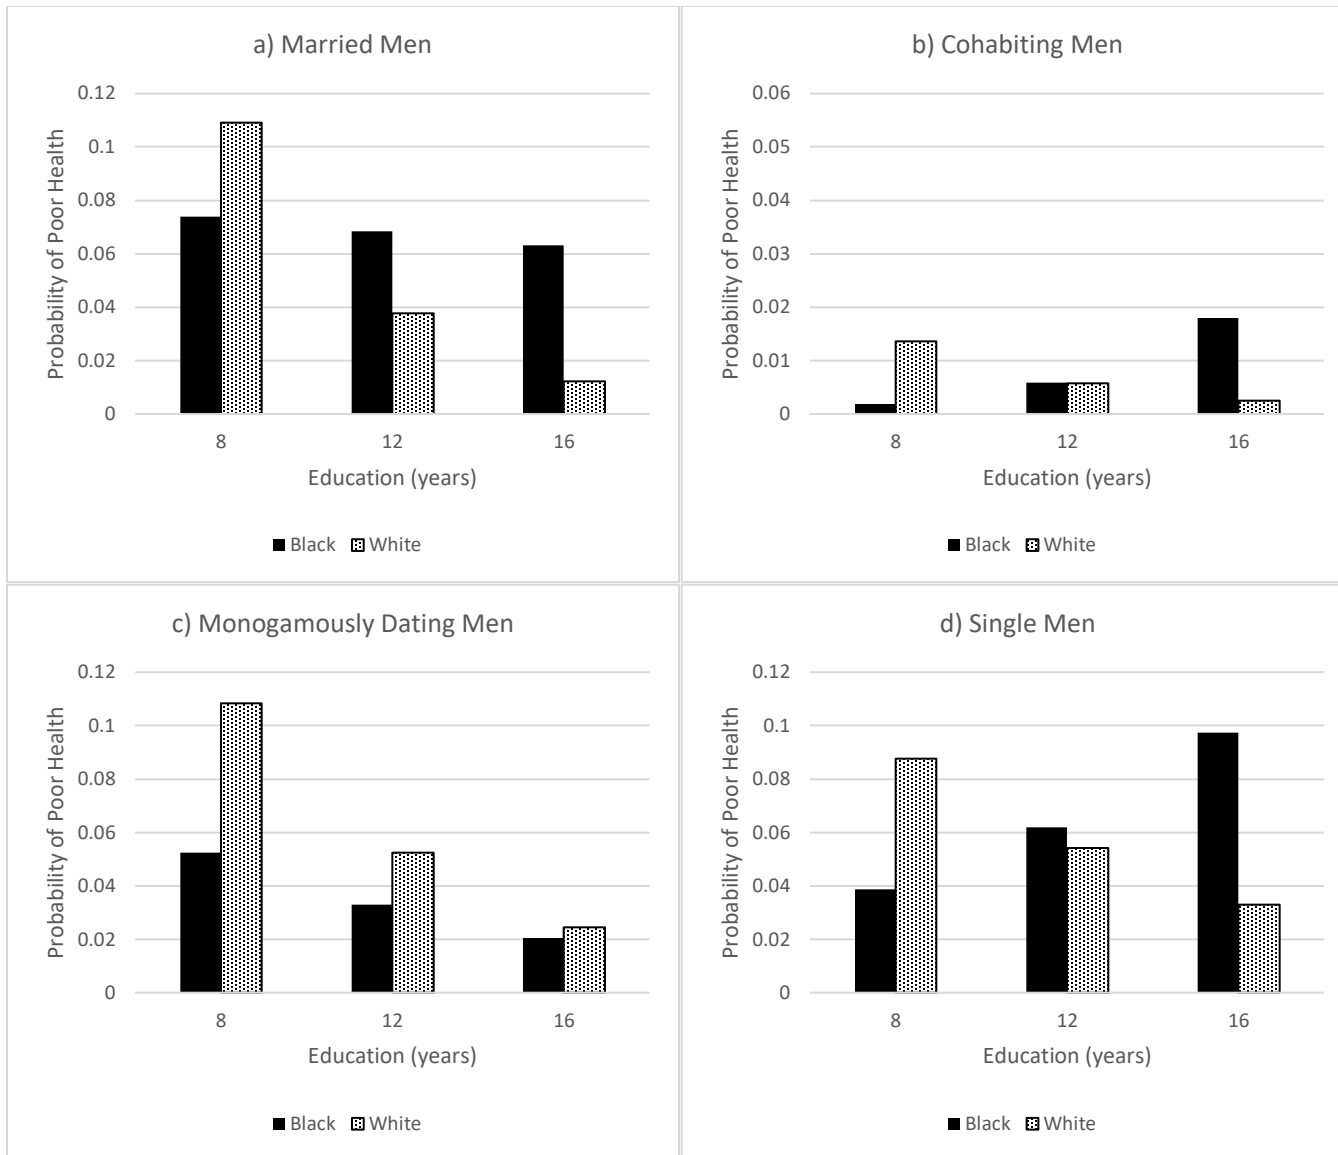 a) Married Men
Probability of Poor Health
0.12
0.1
0.08
0.06
0.04
0.02
0
8 12 16
Education (years)
Black White
b) Cohabiting Men
Probability of Poor Health
0.06
0.05
0.04
0.03
0.02
0.01
0
8 12 16
Education (years)
Black White
c) Monogamously Dating Men
Probability of Poor Health
0.12
0.1
0.08
0.06
0.04
0.02
0
8 12 16
Education (years)
Black White
d) Single Men
Probability of Poor Health
0.12
0.1
0.08
0.06
0.04
0.02
0
8 12 16
Education (years)
Black White